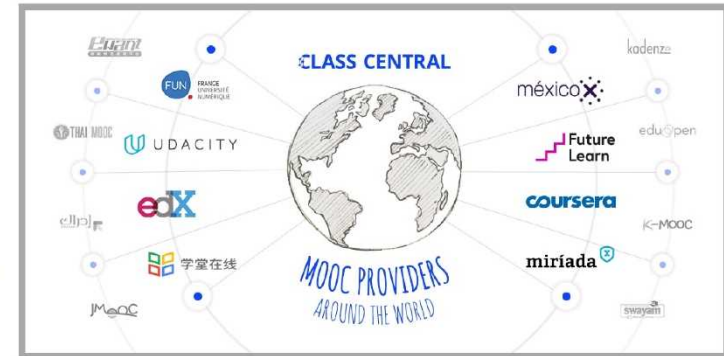 CLASS CENTRAL
kadenze
FUN
FRANCE
UNIVERSITÉ
NUMÉRIQUE
méxicoX
THAI MOOC
UDACITY
Future
Learn
eduOpen
إدراك
edX
coursera
K-MOOC
学堂在线
miríada X
JMOOC
MOOC PROVIDERS
AROUND THE WORLD
swayam